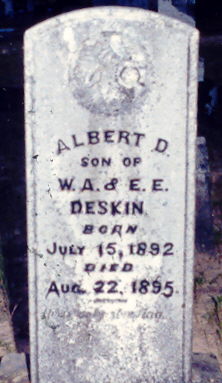 ALBERT D.
SON OF
W.A. & E.E.
DESKIN
BORN
JULY 15, 1892
DIED
AUG. 22, 1895.